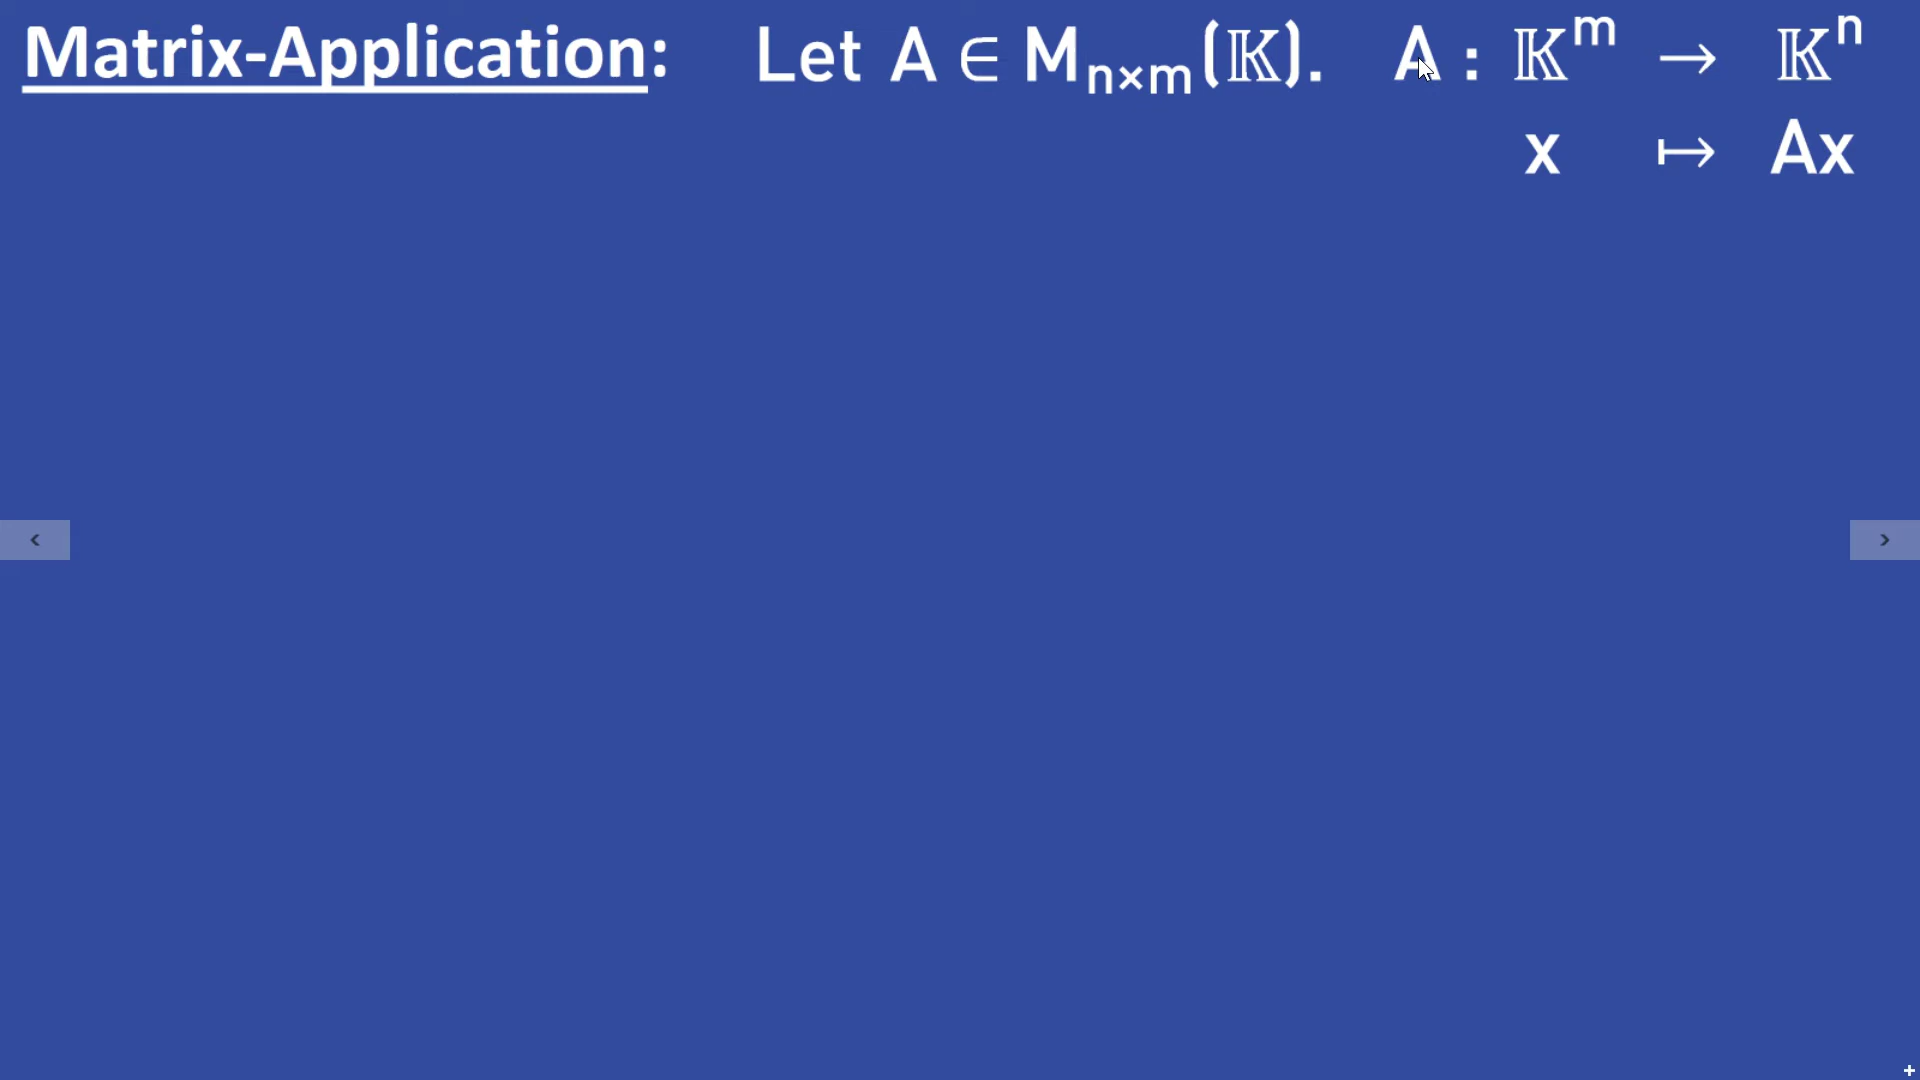 Matrix-Application: Let A ∈ Mₙₓₘ(𝕂). A : 𝕂ᵐ → 𝕂ⁿ
x ↦ Ax